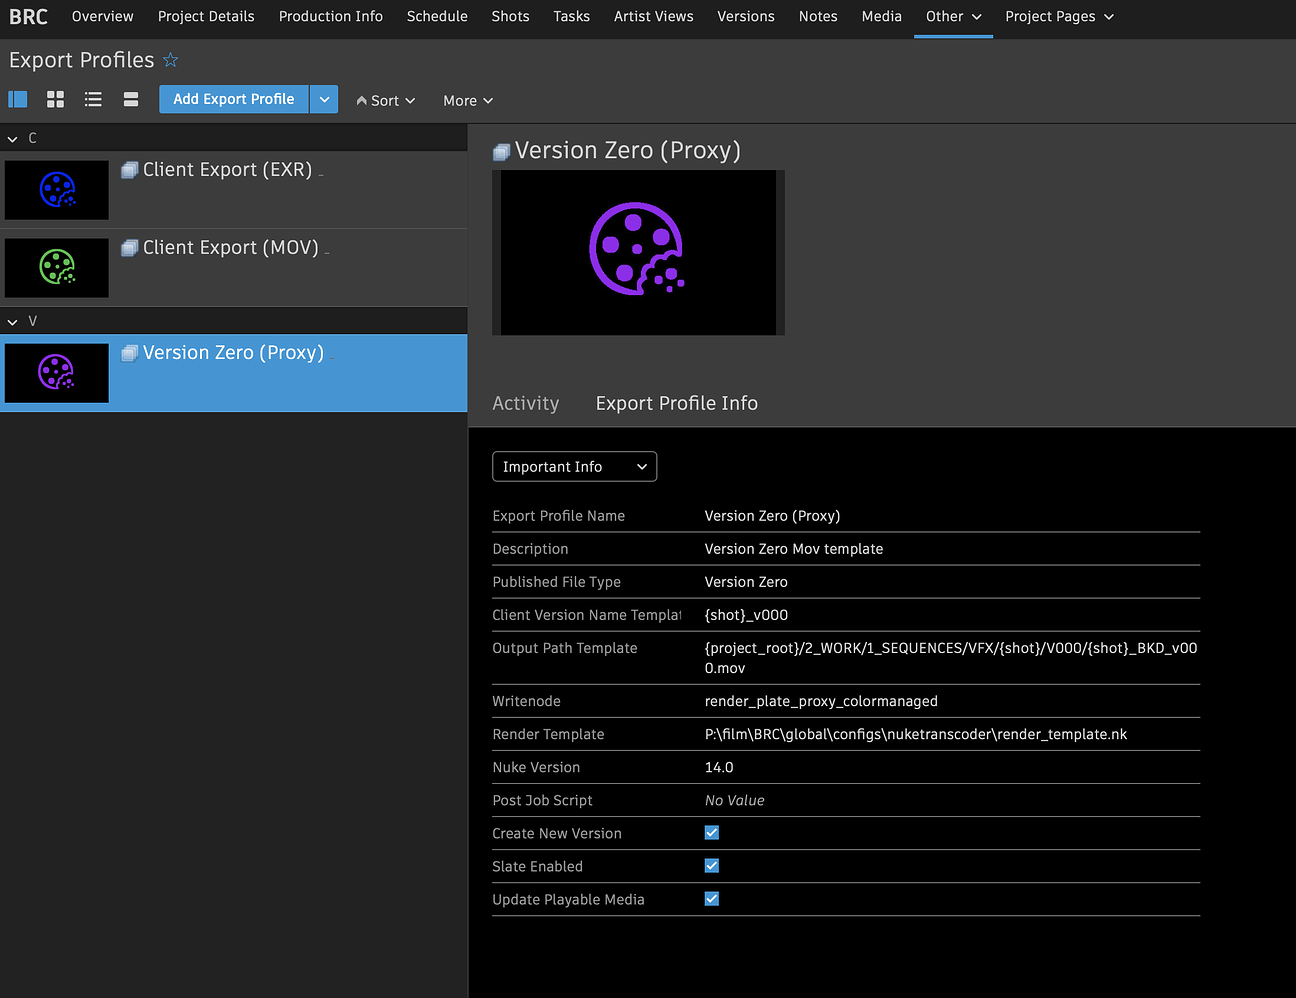 BRC Overview Project Details Production Info Schedule Shots Tasks Artist Views Versions Notes Media Other Project Pages
Export Profiles
Add Export Profile Sort More
C
Client Export (EXR)
Client Export (MOV)
V
Version Zero (Proxy)
Version Zero (Proxy)
Activity Export Profile Info
Important Info
Export Profile Name Version Zero (Proxy)
Description Version Zero Mov template
Published File Type Version Zero
Client Version Name Templat {shot}_v000
Output Path Template {project_root}/2_WORK/1_SEQUENCES/VFX/{shot}/V000/{shot}_BKD_v00
0.mov
Writenode render_plate_proxy_colormanaged
Render Template P:\film\BRC\global\configs\nuketranscoder\render_template.nk
Nuke Version 14.0
Post Job Script No Value
Create New Version
Slate Enabled
Update Playable Media